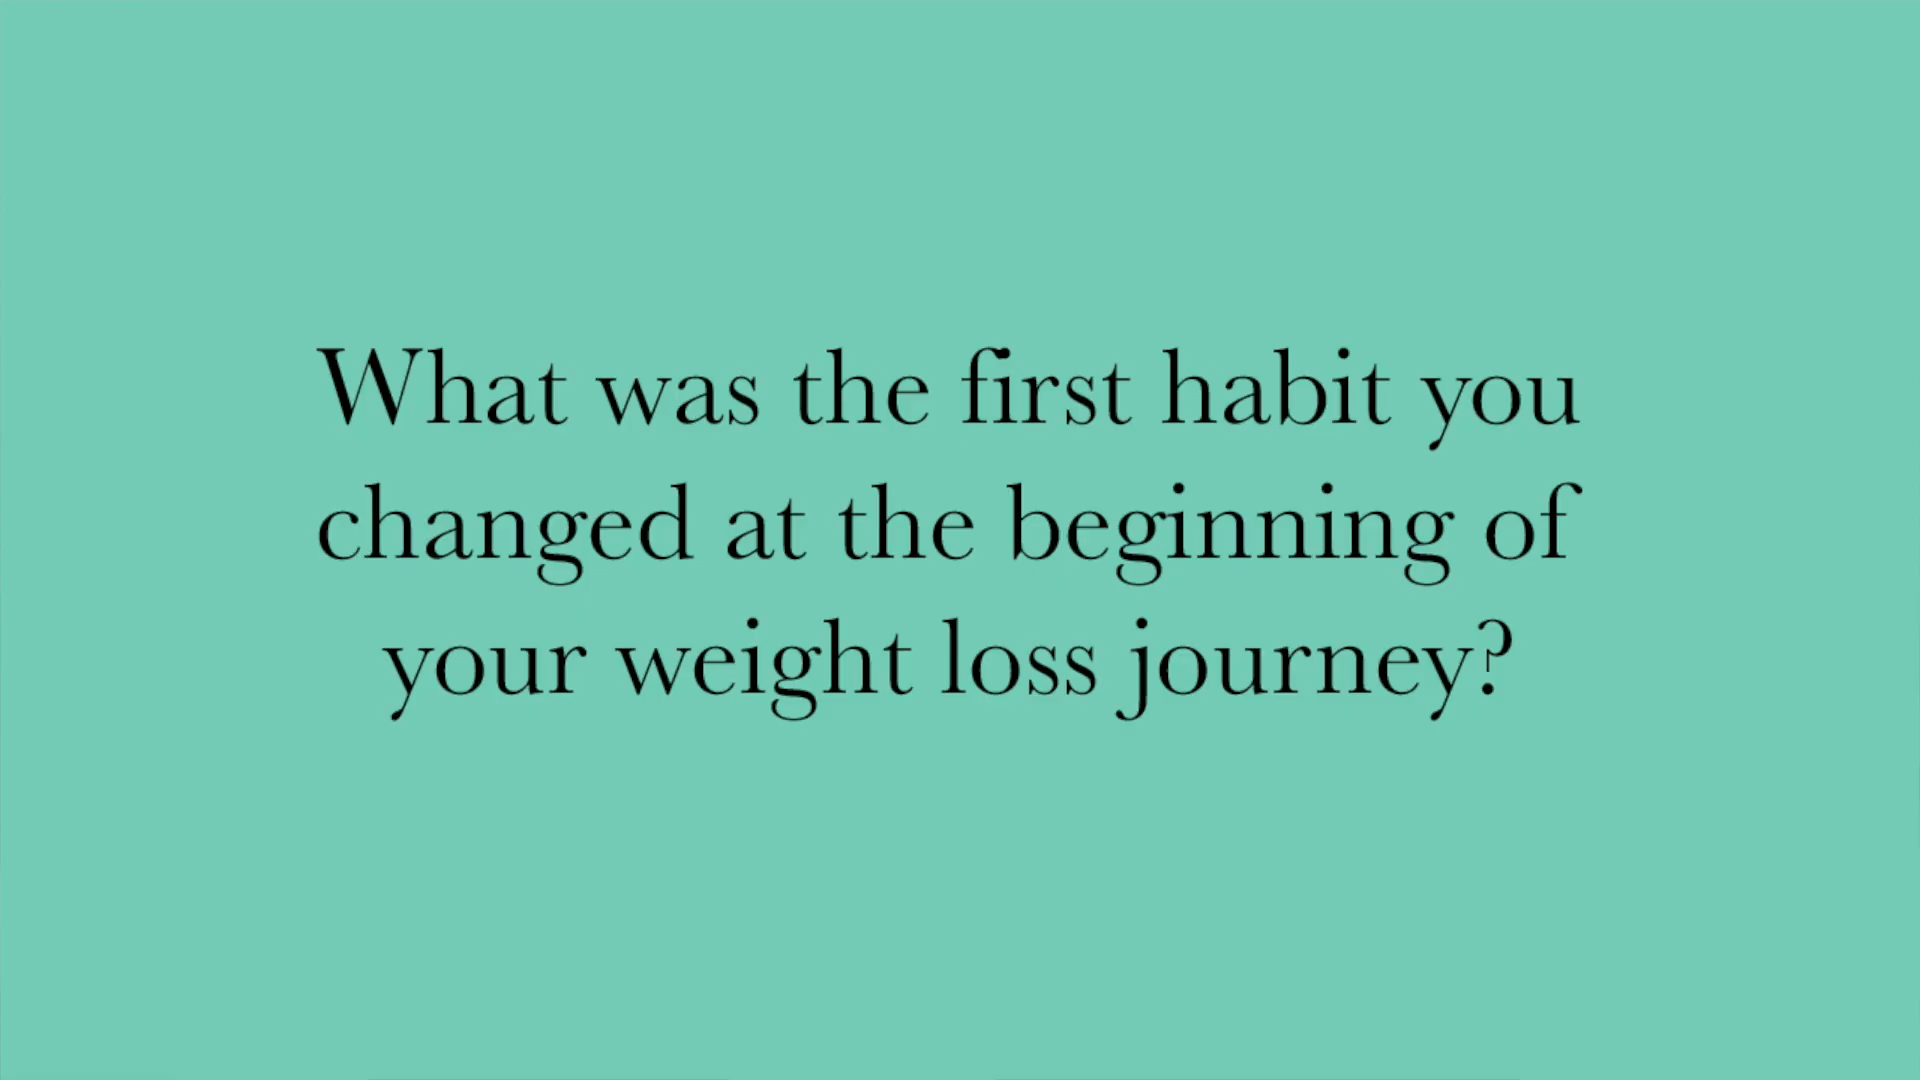 What was the first habit you
changed at the beginning of
your weight loss journey?